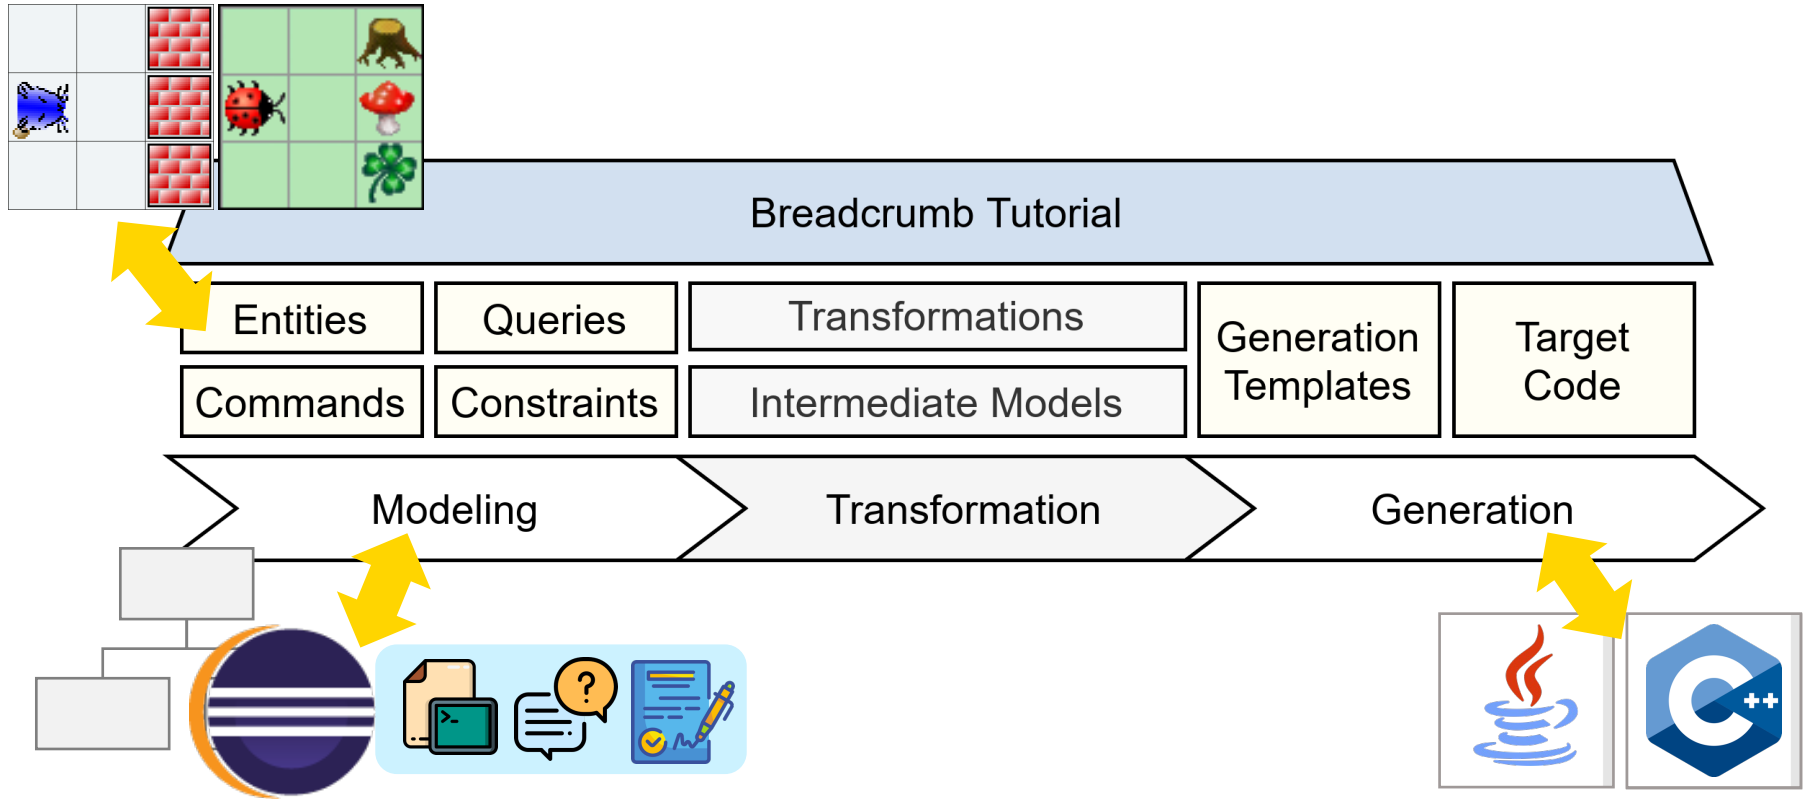 Breadcrumb Tutorial
Entities
Queries
Transformations
Generation
Templates
Target
Code
Commands
Constraints
Intermediate Models
Modeling
Transformation
Generation
>-
?
C++